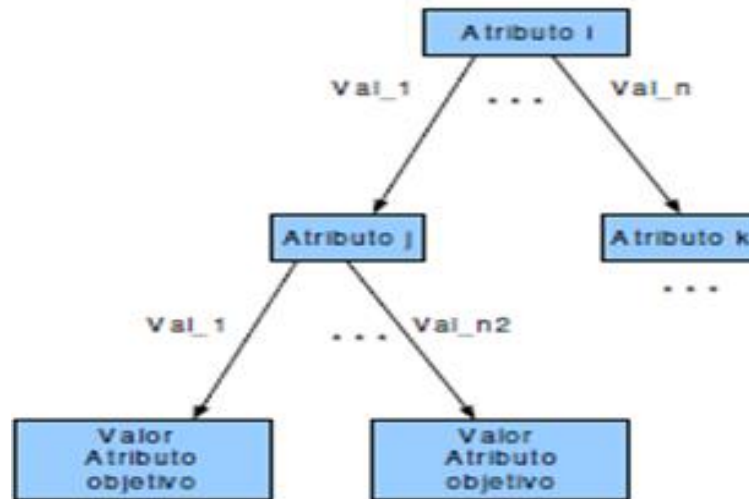 Atributo i
Val_1
. . .
Val_n
Atributo j
Atributo k
. . .
Val_1
. . .
Val_n2
Valor
Atributo
objetivo
Valor
Atributo
objetivo